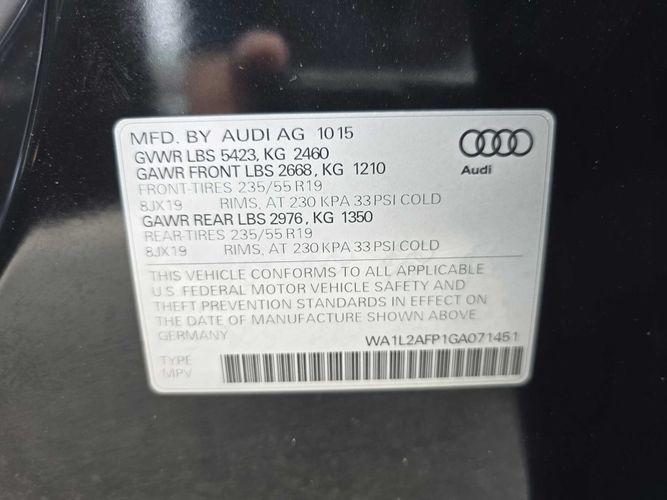 MFD. BY AUDI AG 1015
GVWR LBS 5423, KG 2460
GAWR FRONT LBS 2668, KG 1210
FRONT-TIRES 235/55 R19
8JX19 RIMS, AT 230 KPA 33 PSI COLD
GAWR REAR LBS 2976, KG 1350
REAR-TIRES 235/55 R19
8JX19 RIMS, AT 230 KPA 33 PSI COLD
Audi
THIS VEHICLE CONFORMS TO ALL APPLICABLE
U.S. FEDERAL MOTOR VEHICLE SAFETY AND
THEFT PREVENTION STANDARDS IN EFFECT ON
THE DATE OF MANUFACTURE SHOWN ABOVE.
GERMANY
WA1L2AFP1GA071451
TYPE
MPV